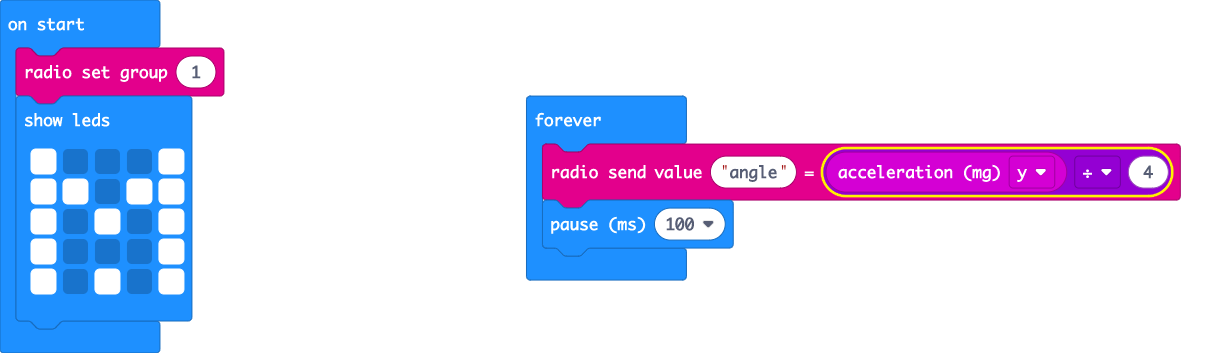 on start
radio set group 1
show leds
forever
radio send value "angle" = acceleration (mg) y ÷ 4
pause (ms) 100